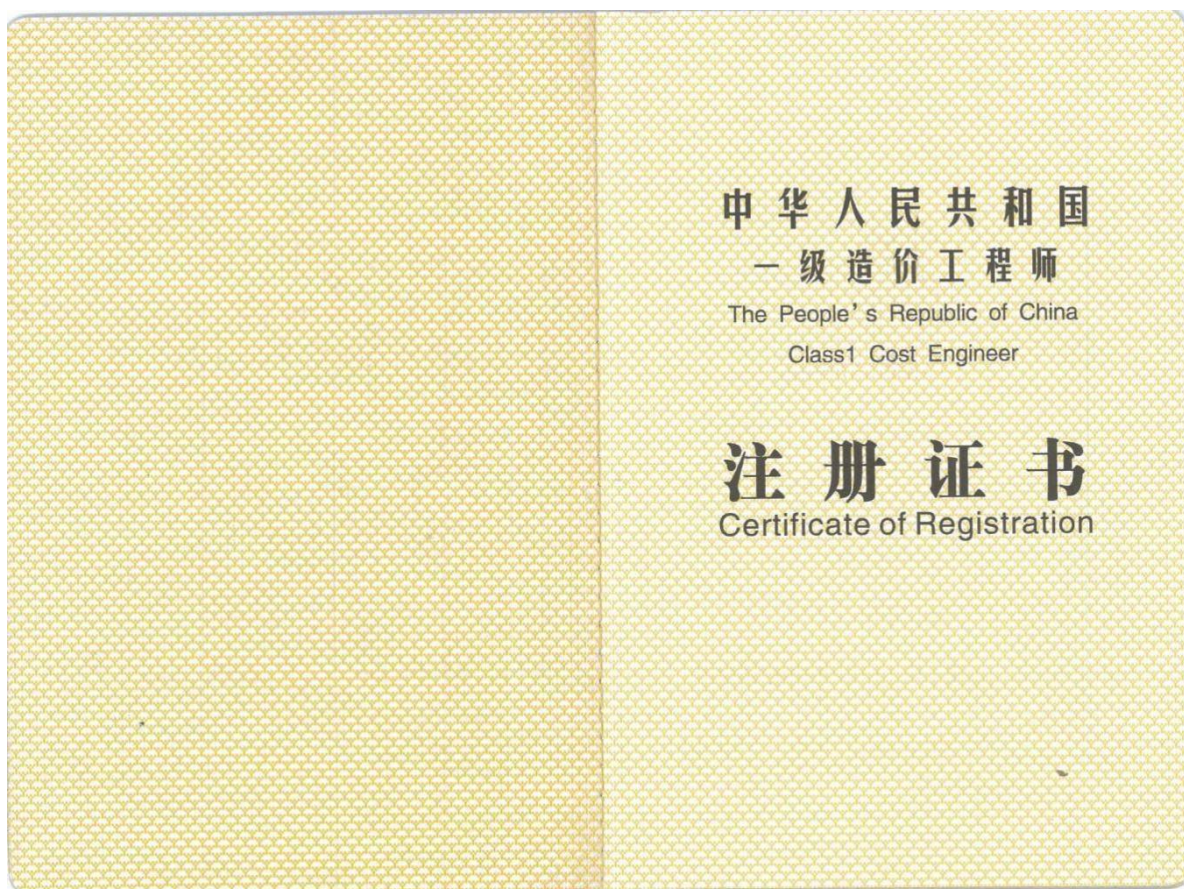 中华人民共和国
一级造价工程师
The People's Republic of China
Class1 Cost Engineer
注册证书
Certificate of Registration